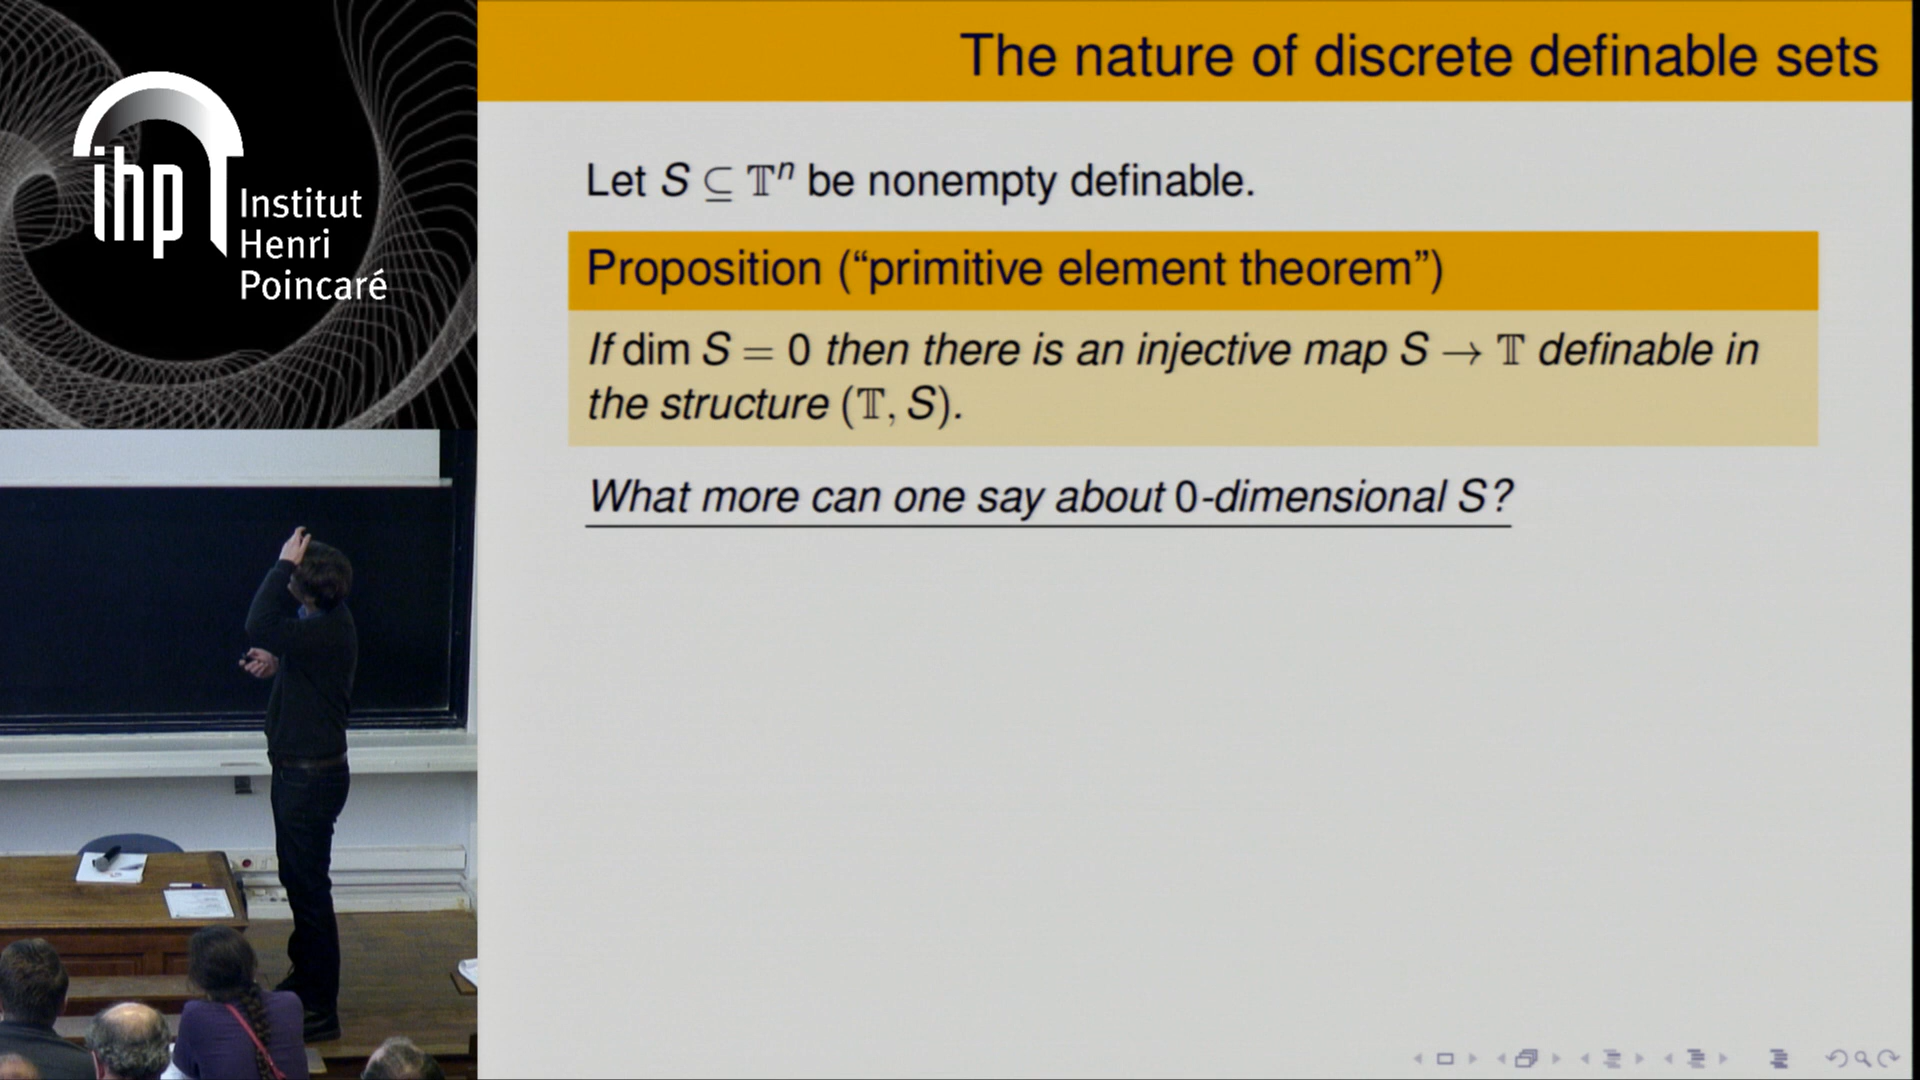 ihp
Institut
Henri
Poincaré
The nature of discrete definable sets
Let S ⊆ 𝕋ⁿ be nonempty definable.
Proposition (“primitive element theorem”)
If dim S = 0 then there is an injective map S → 𝕋 definable in
the structure (𝕋, S).
What more can one say about 0-dimensional S?